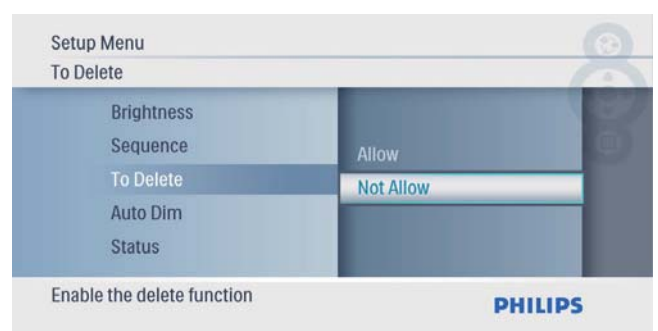 Setup Menu
To Delete
Brightness
Sequence
To Delete
Auto Dim
Status
Allow
Not Allow
Enable the delete function
PHILIPS